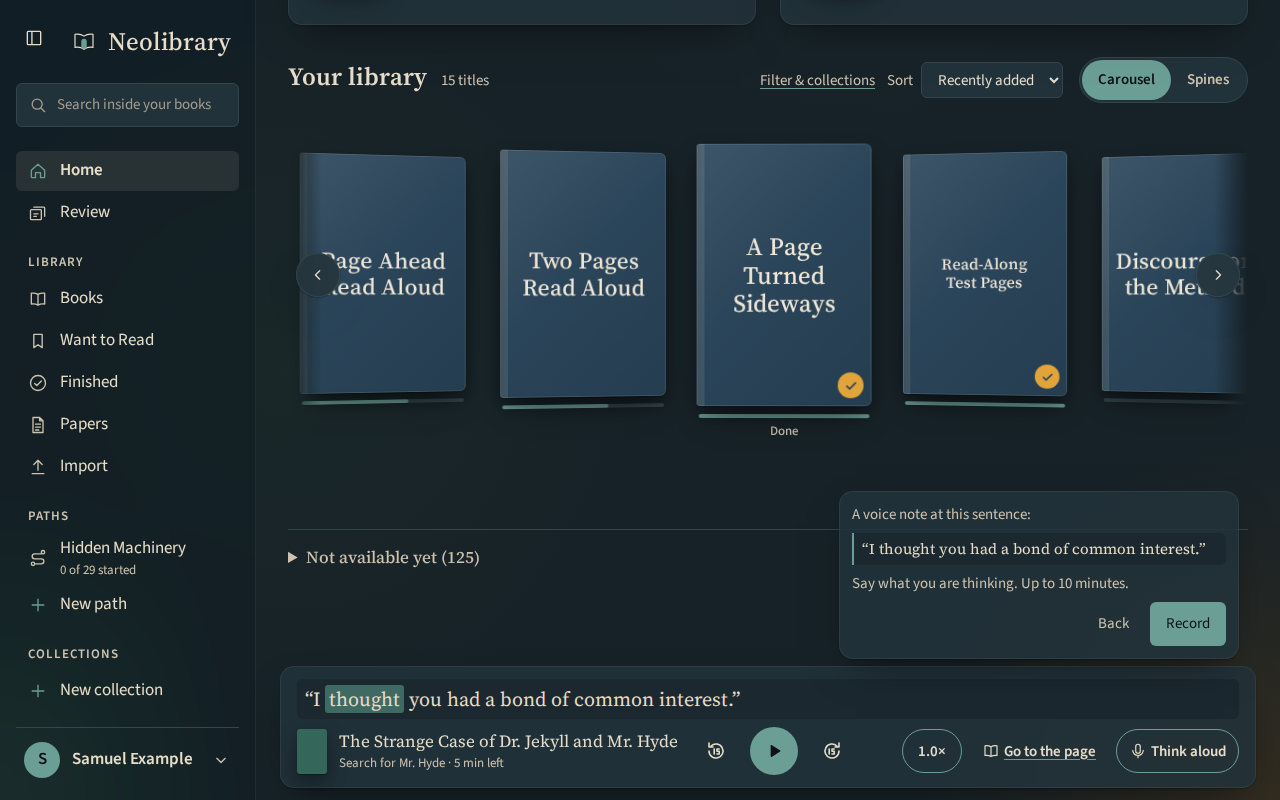 Neolibrary
Search inside your books
Home
Review
LIBRARY
Books
Want to Read
Finished
Papers
Import
PATHS
Hidden Machinery
0 of 29 started
New path
COLLECTIONS
New collection
S Samuel Example
Your library 15 titles
Filter & collections Sort Recently added Carousel Spines
Page Ahead
Read Aloud
Two Pages
Read Aloud
A Page
Turned
Sideways
Done
Read-Along
Test Pages
the
Not available yet (125)
A voice note at this sentence:
“I thought you had a bond of common interest.”
Say what you are thinking. Up to 10 minutes.
Back Record
“I thought you had a bond of common interest.”
The Strange Case of Dr. Jekyll and Mr. Hyde
Search for Mr. Hyde · 5 min left
15 15
1.0× Go to the page Think aloud